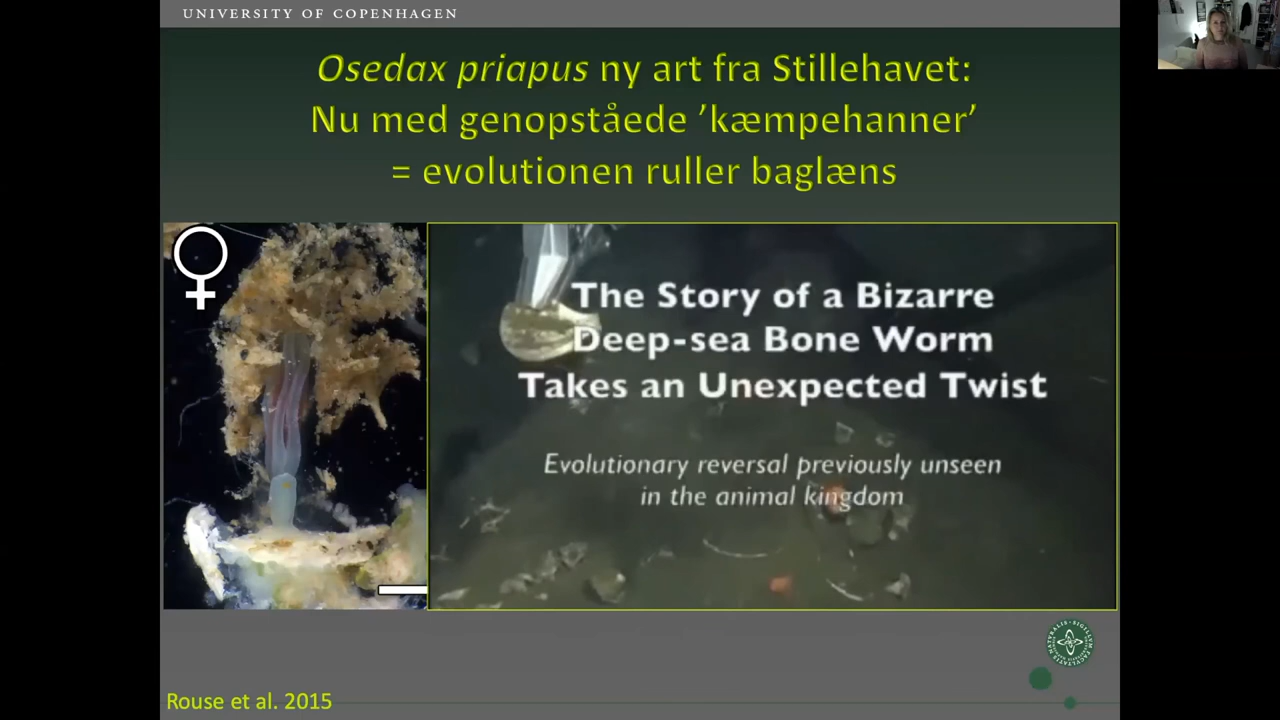 UNIVERSITY OF COPENHAGEN
Osedax priapus ny art fra Stillehavet:
Nu med genopståede ’kæmpehanner’
= evolutionen ruller baglæns
The Story of a Bizarre
Deep-sea Bone Worm
Takes an Unexpected Twist
Evolutionary reversal previously unseen
in the animal kingdom
Rouse et al. 2015